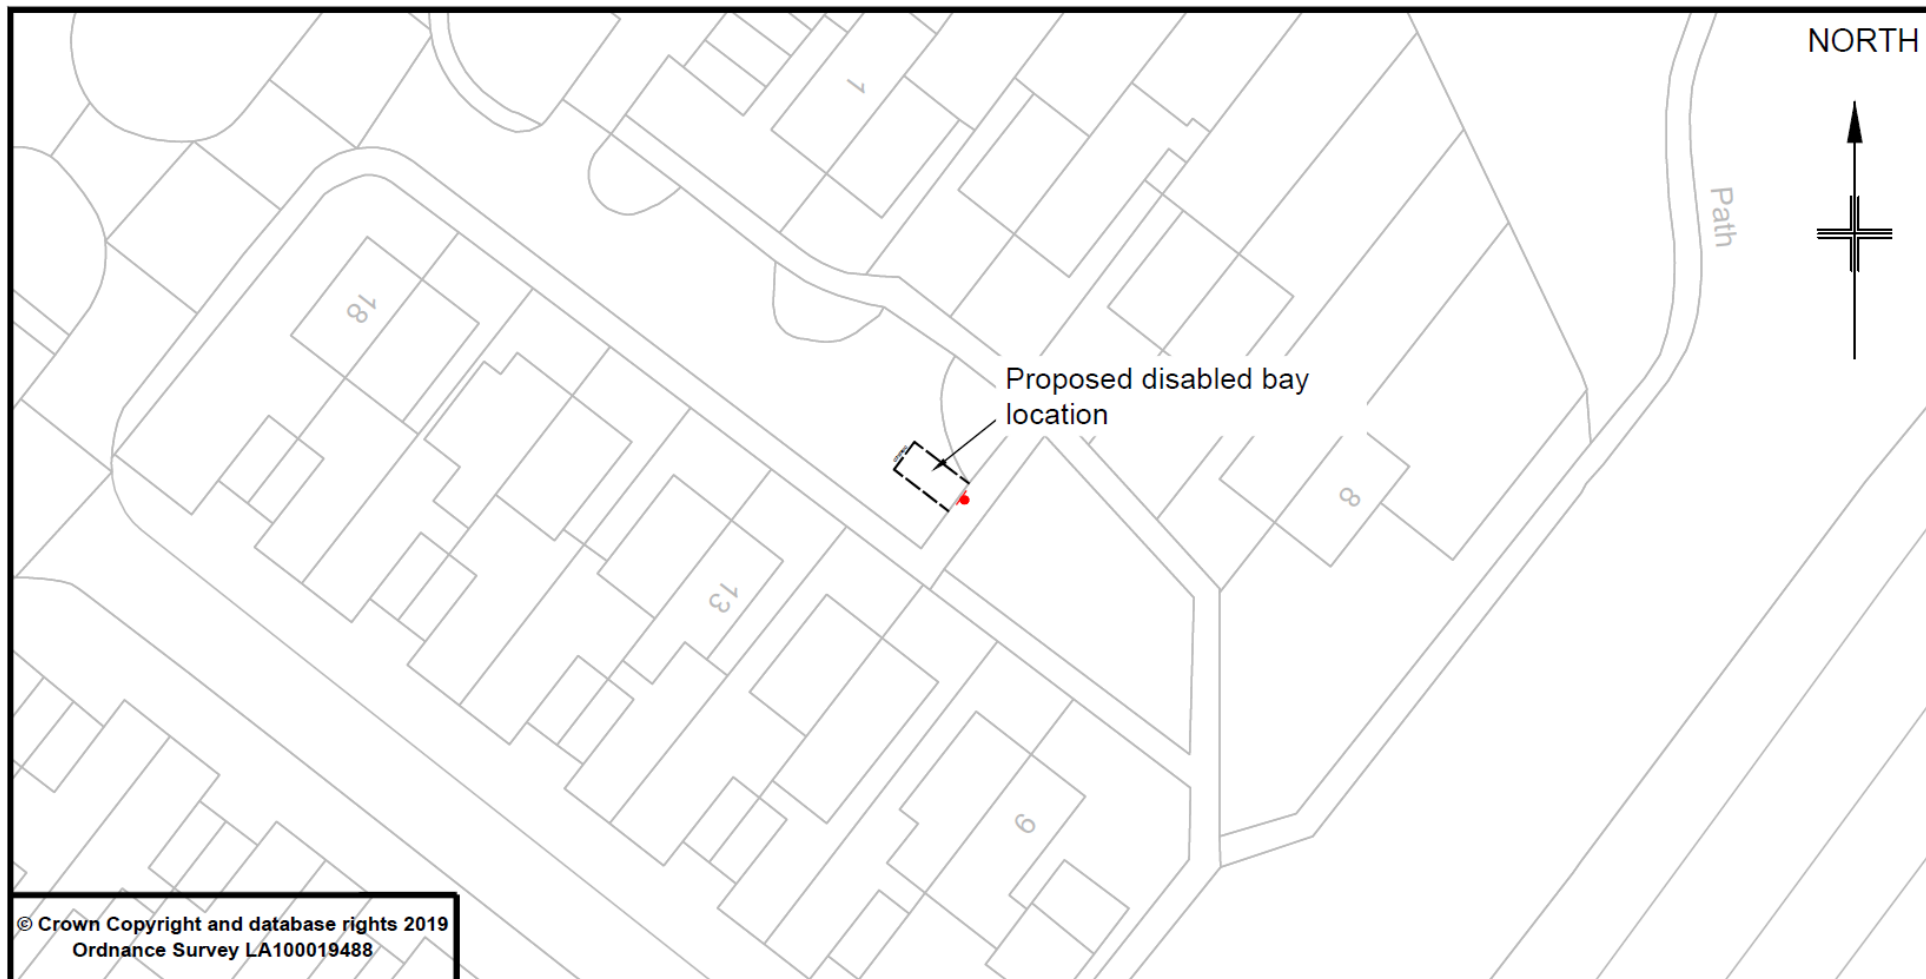 NORTH
1
Path
18
Proposed disabled bay
location
8
13
9
© Crown Copyright and database rights 2019
Ordnance Survey LA100019488